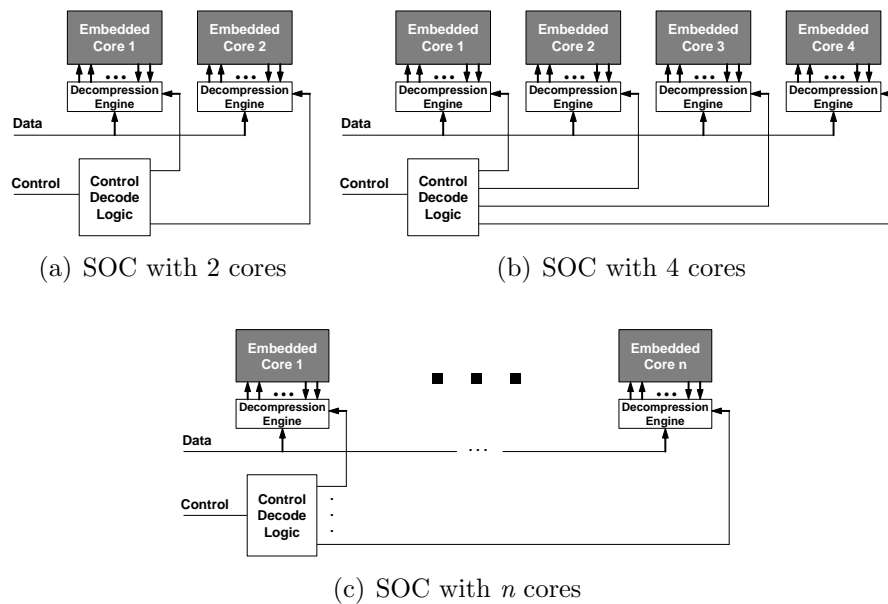 Embedded
Core 1
Embedded
Core 2
Decompression
Engine
Decompression
Engine
Data
Control
Control
Decode
Logic
(a) SOC with 2 cores
Embedded
Core 1
Embedded
Core 2
Embedded
Core 3
Embedded
Core 4
Decompression
Engine
Decompression
Engine
Decompression
Engine
Decompression
Engine
Data
Control
Control
Decode
Logic
(b) SOC with 4 cores
Embedded
Core 1
Embedded
Core n
Decompression
Engine
Decompression
Engine
Data
Control
Control
Decode
Logic
(c) SOC with n cores